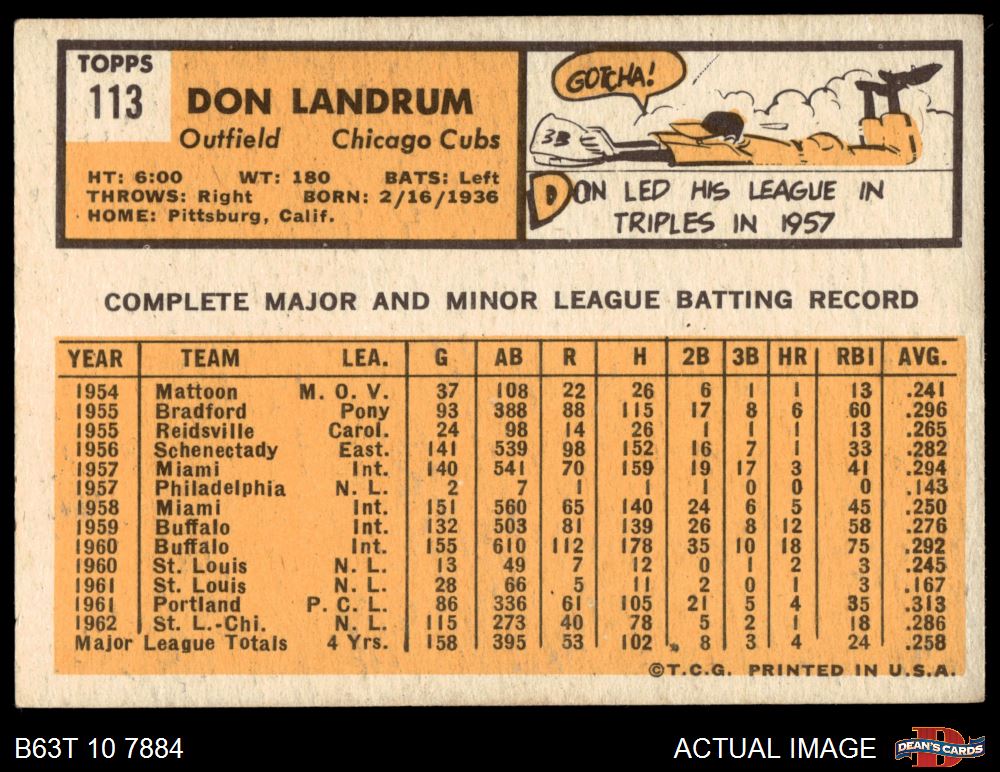 TOPPS
113
DON LANDRUM
Outfield Chicago Cubs
HT: 6:00 WT: 180 BATS: Left
THROWS: Right BORN: 2/16/1936
HOME: Pittsburg, Calif.
GOTCHA!
3B
DON LED HIS LEAGUE IN
TRIPLES IN 1957
COMPLETE MAJOR AND MINOR LEAGUE BATTING RECORD
YEAR TEAM LEA. G AB R H 2B 3B HR RBI AVG.
1954 Mattoon M. O. V. 37 108 22 26 6 1 1 13 .241
1955 Bradford Pony 93 388 88 115 17 8 6 60 .296
1955 Reidsville Carol. 24 98 14 26 1 1 1 13 .265
1956 Schenectady East. 141 539 98 152 16 7 1 33 .282
1957 Miami Int. 140 541 70 159 19 17 3 41 .294
1957 Philadelphia N. L. 2 7 1 1 1 0 0 0 .143
1958 Miami Int. 151 560 65 140 24 6 5 45 .250
1959 Buffalo Int. 132 503 81 139 26 8 12 58 .276
1960 Buffalo Int. 155 610 112 178 35 10 18 75 .292
1960 St. Louis N. L. 13 49 7 12 0 1 2 3 .245
1961 St. Louis N. L. 28 66 5 11 2 0 1 3 .167
1961 Portland P. C. L. 86 336 61 105 21 5 4 35 .313
1962 St. L.-Chi. N. L. 115 273 40 78 5 2 1 18 .286
Major League Totals 4 Yrs. 158 395 53 102 8 3 4 24 .258
©T.C.G. PRINTED IN U.S.A.
B63T 10 7884
ACTUAL IMAGE
D
DEAN'S CARDS